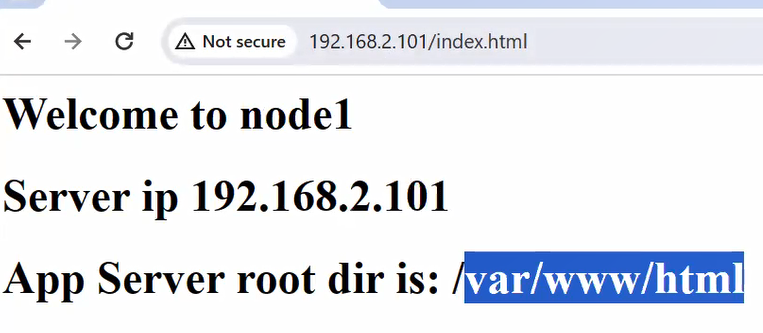 Not secure 192.168.2.101/index.html
Welcome to node1
Server ip 192.168.2.101
App Server root dir is: /var/www/html